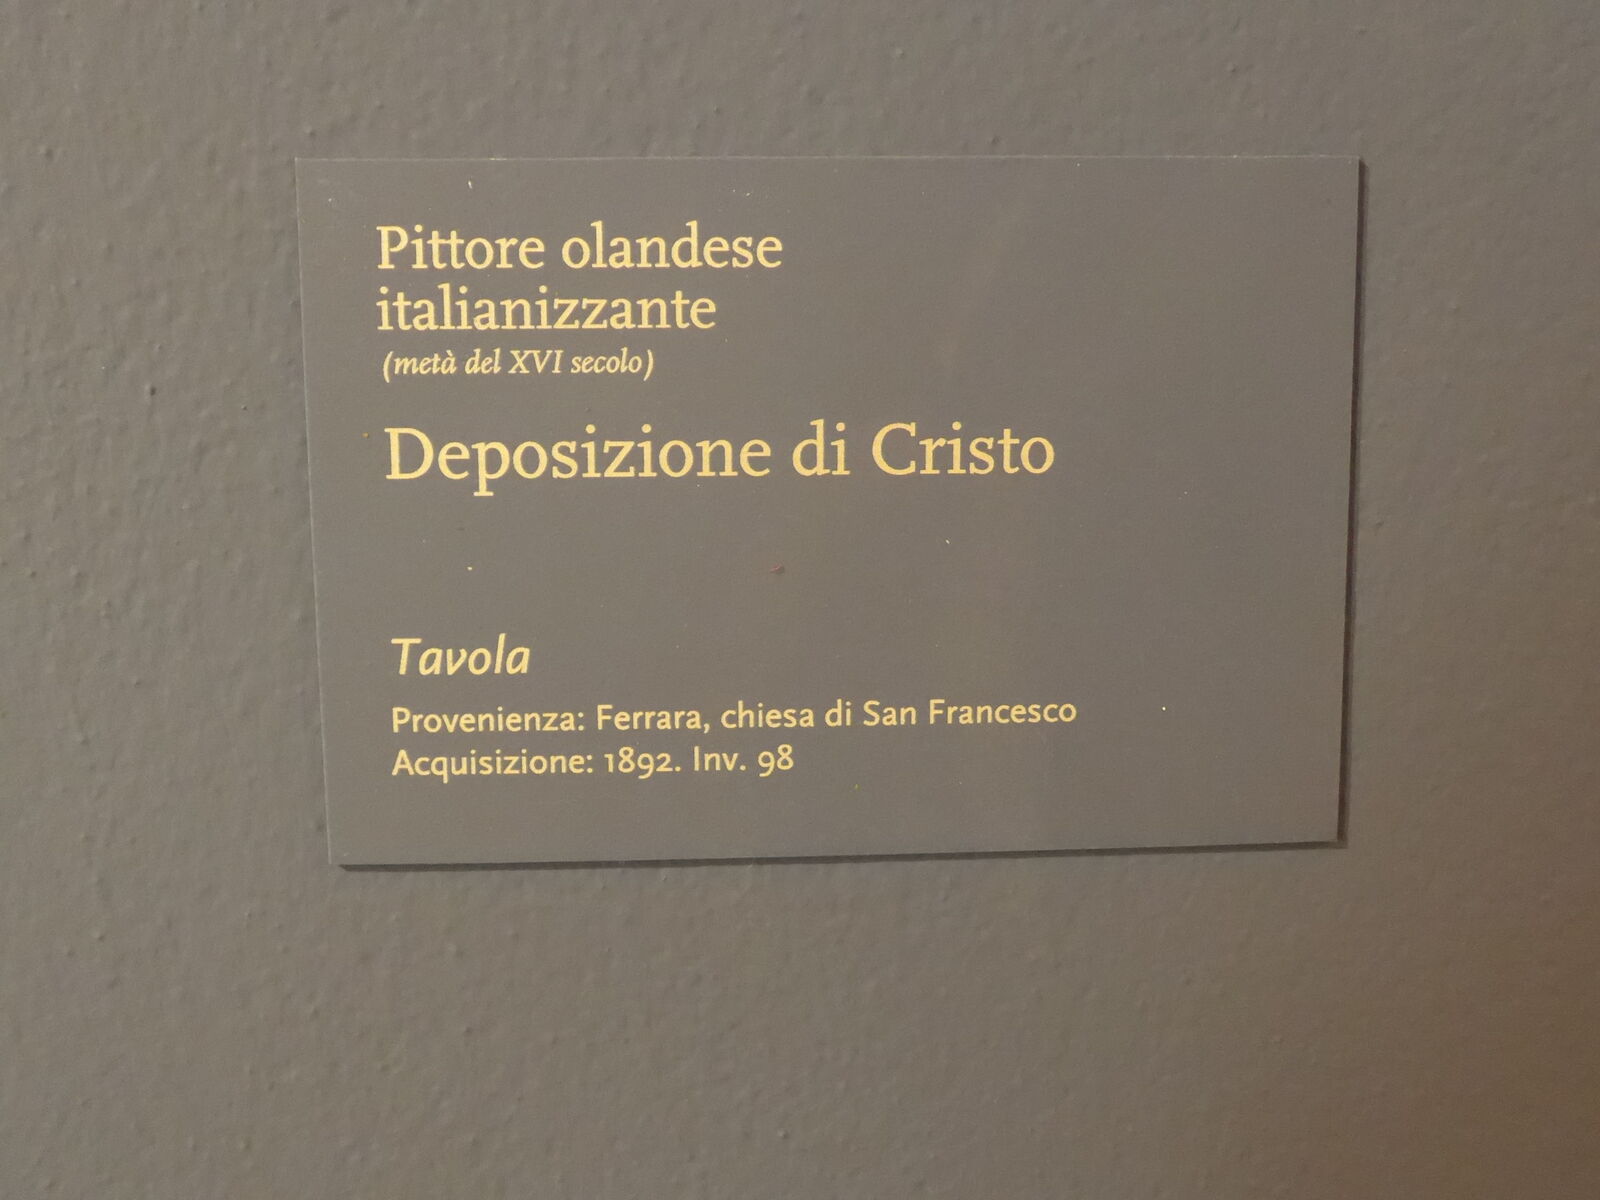 Pittore olandese
italianizzante
(metà del XVI secolo)
Deposizione di Cristo
Tavola
Provenienza: Ferrara, chiesa di San Francesco
Acquisizione: 1892. Inv. 98